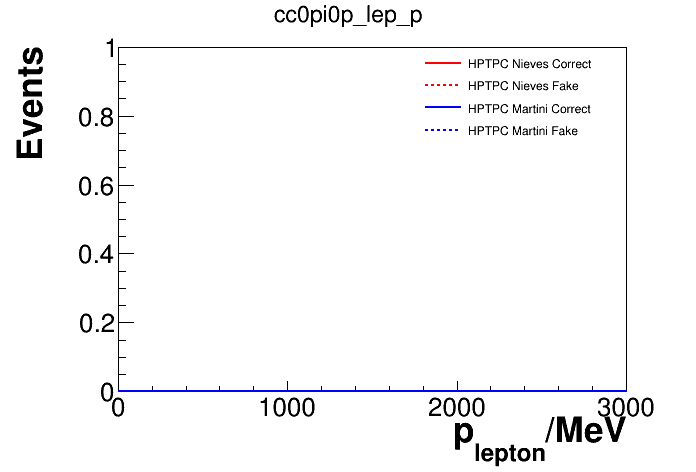 cc0pi0p_lep_p
Events
1
0.8
0.6
0.4
0.2
0
HPTPC Nieves Correct
HPTPC Nieves Fake
HPTPC Martini Correct
HPTPC Martini Fake
0 1000 2000 3000
p_lepton/MeV